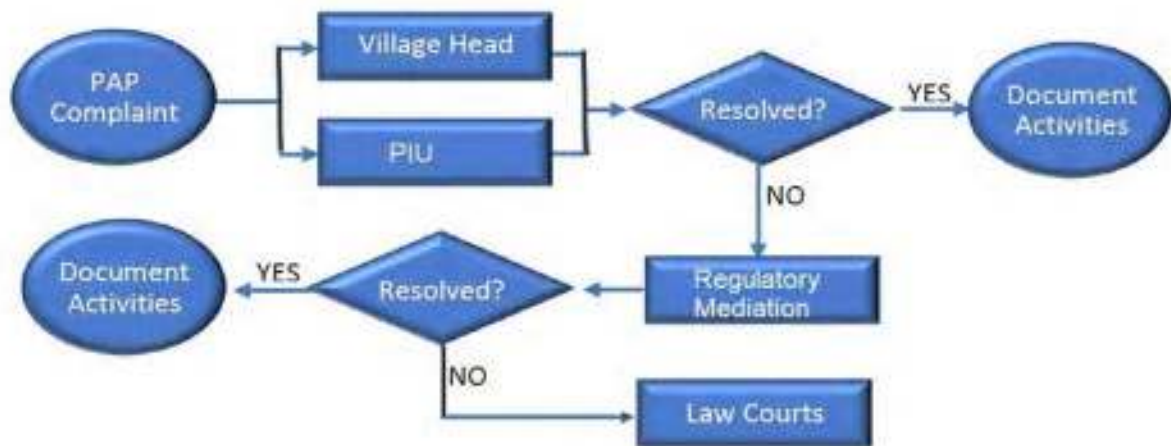 PAP
Complaint
Village Head
PIU
Resolved?
YES
Document
Activities
NO
Regulatory
Mediation
Resolved?
YES
Document
Activities
NO
Law Courts